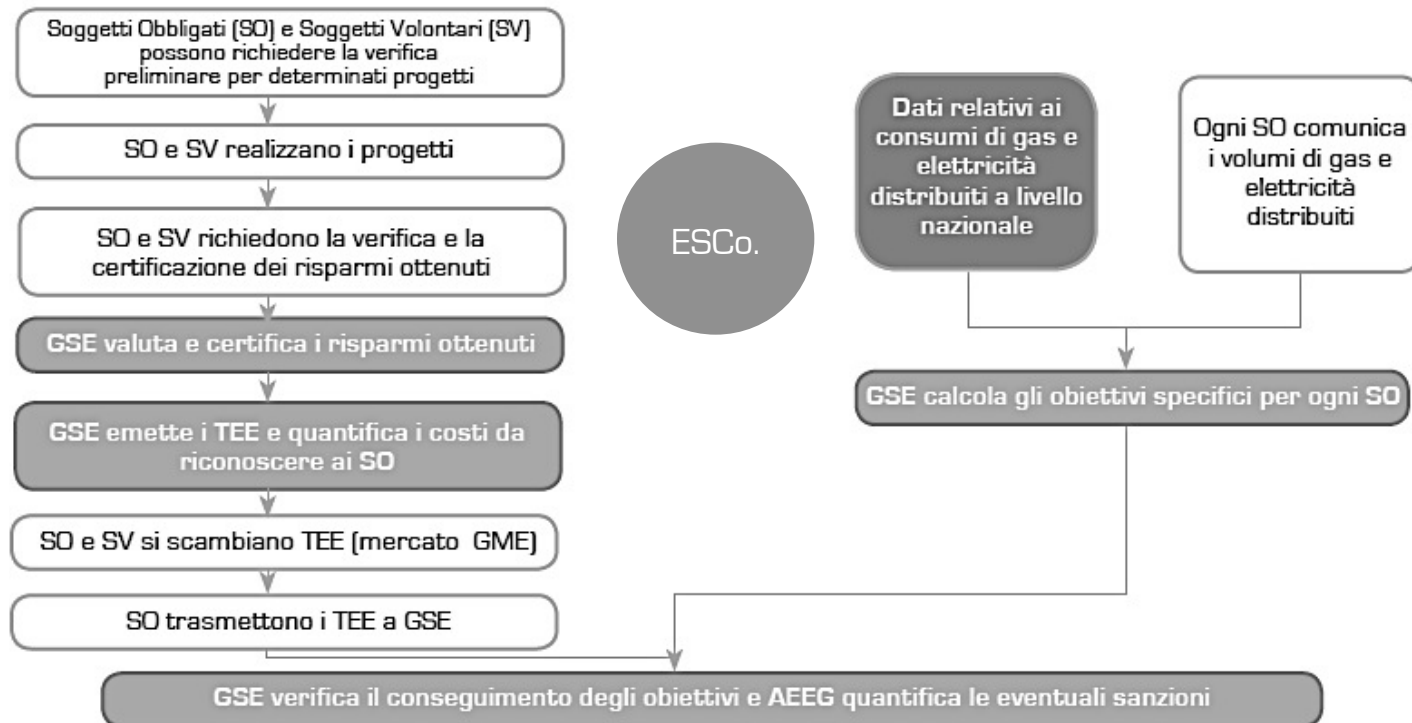 Soggetti Obbligati (SO) e Soggetti Volontari (SV)
possono richiedere la verifica
preliminare per determinati progetti
SO e SV realizzano i progetti
SO e SV richiedono la verifica e la
certificazione dei risparmi ottenuti
GSE valuta e certifica i risparmi ottenuti
GSE emette i TEE e quantifica i costi da
riconoscere ai SO
SO e SV si scambiano TEE (mercato GME)
SO trasmettono i TEE a GSE
ESCo.
Dati relativi ai
consumi di gas e
elettricità
distribuiti a livello
nazionale
Ogni SO comunica
i volumi di gas e
elettricità
distribuiti
GSE calcola gli obiettivi specifici per ogni SO
GSE verifica il conseguimento degli obiettivi e AEEG quantifica le eventuali sanzioni